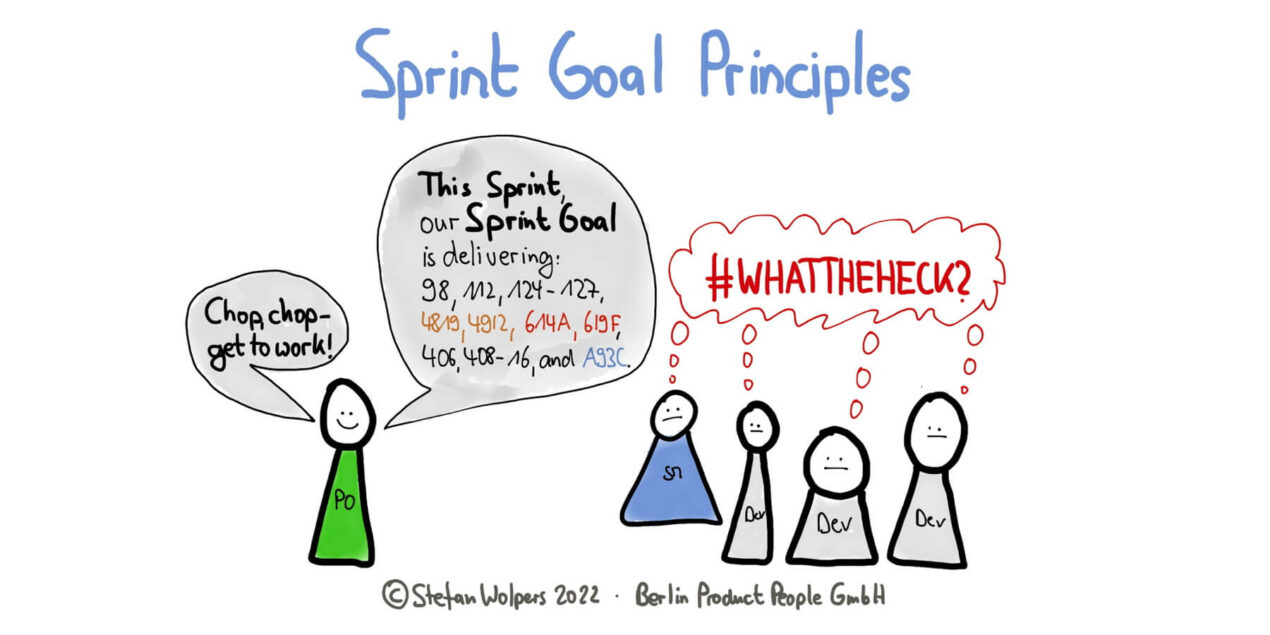 Sprint Goal Principles
Chop, chop –
get to work!
This Sprint,
our Sprint Goal
is delivering:
98, 112, 124-127,
4819, 4912, 614A, 619F,
406, 408-16, and A93C.
#WHATTHEHECK?
PO
SM
Dev
Dev
Dev
© Stefan Wolpers 2022 · Berlin Product People GmbH